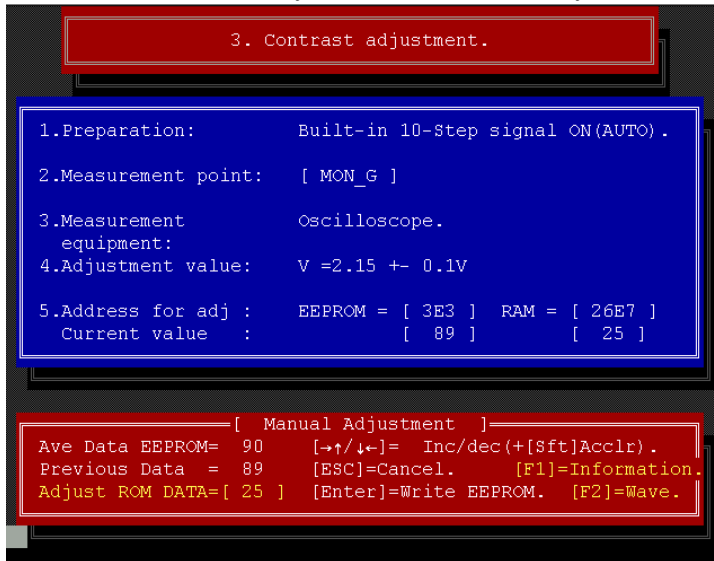 3. Contrast adjustment.
1.Preparation: Built-in 10-Step signal ON(AUTO).
2.Measurement point: [ MON_G ]
3.Measurement Oscilloscope.
equipment:
4.Adjustment value: V =2.15 +- 0.1V
5.Address for adj : EEPROM = [ 3E3 ] RAM = [ 26E7 ]
Current value : [ 89 ] [ 25 ]
[ Manual Adjustment ]
Ave Data EEPROM= 90 [→↑/↓←]= Inc/dec(+[Sft]Acclr).
Previous Data = 89 [ESC]=Cancel. [F1]=Information.
Adjust ROM DATA=[ 25 ] [Enter]=Write EEPROM. [F2]=Wave.